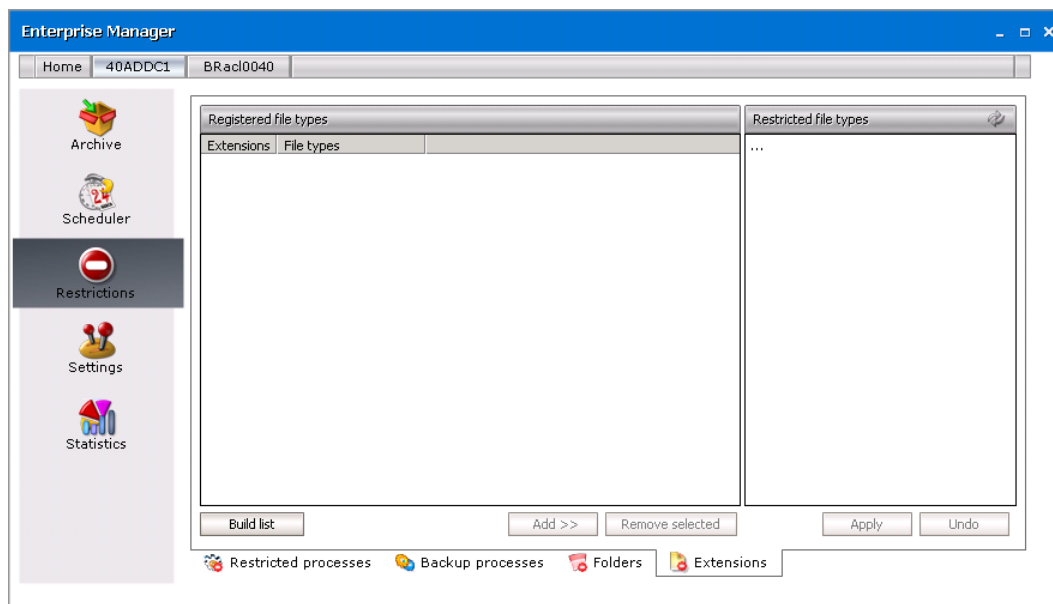 Enterprise Manager
Home 40ADDC1 BRacl0040
Archive
Scheduler
Restrictions
Settings
Statistics
Registered file types
Extensions File types
Restricted file types
...
Build list Add >> Remove selected Apply Undo
Restricted processes Backup processes Folders Extensions